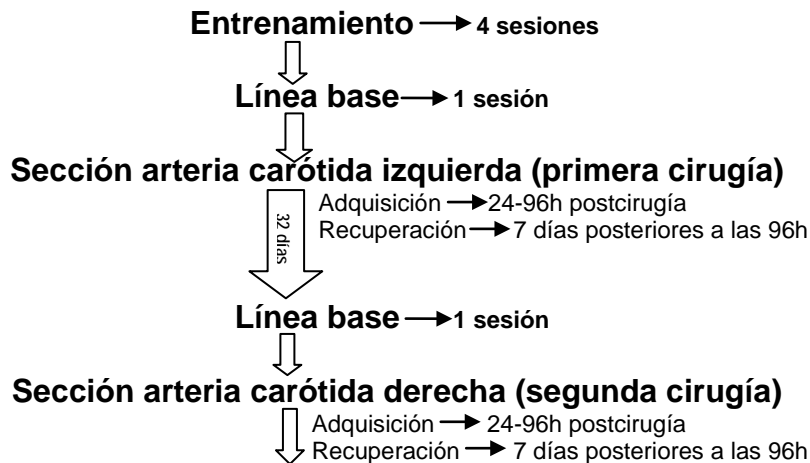 Entrenamiento → 4 sesiones
Línea base → 1 sesión
Sección arteria carótida izquierda (primera cirugía)
Adquisición → 24-96h postcirugía
Recuperación → 7 días posteriores a las 96h
32 días
Línea base → 1 sesión
Sección arteria carótida derecha (segunda cirugía)
Adquisición → 24-96h postcirugía
Recuperación → 7 días posteriores a las 96h